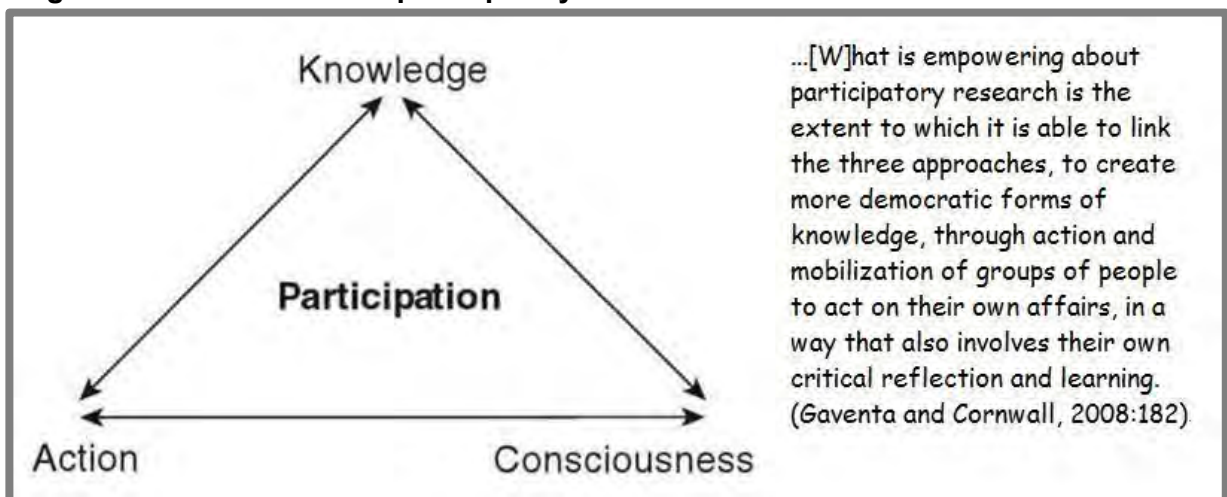 Knowledge
Participation
Action
Consciousness
...[W]hat is empowering about
participatory research is the
extent to which it is able to link
the three approaches, to create
more democratic forms of
knowledge, through action and
mobilization of groups of people
to act on their own affairs, in a
way that also involves their own
critical reflection and learning.
(Gaventa and Cornwall, 2008:182)